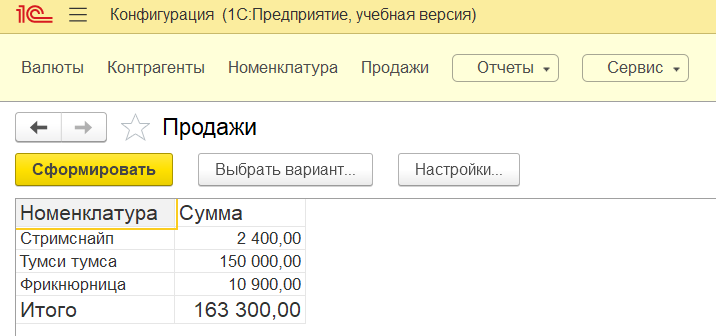 1С Конфигурация (1С:Предприятие, учебная версия)
Валюты Контрагенты Номенклатура Продажи Отчеты Сервис
Продажи
Сформировать Выбрать вариант... Настройки...
Номенклатура Сумма
Стримснайп 2 400,00
Тумси тумса 150 000,00
Фрикнюрница 10 900,00
Итого 163 300,00